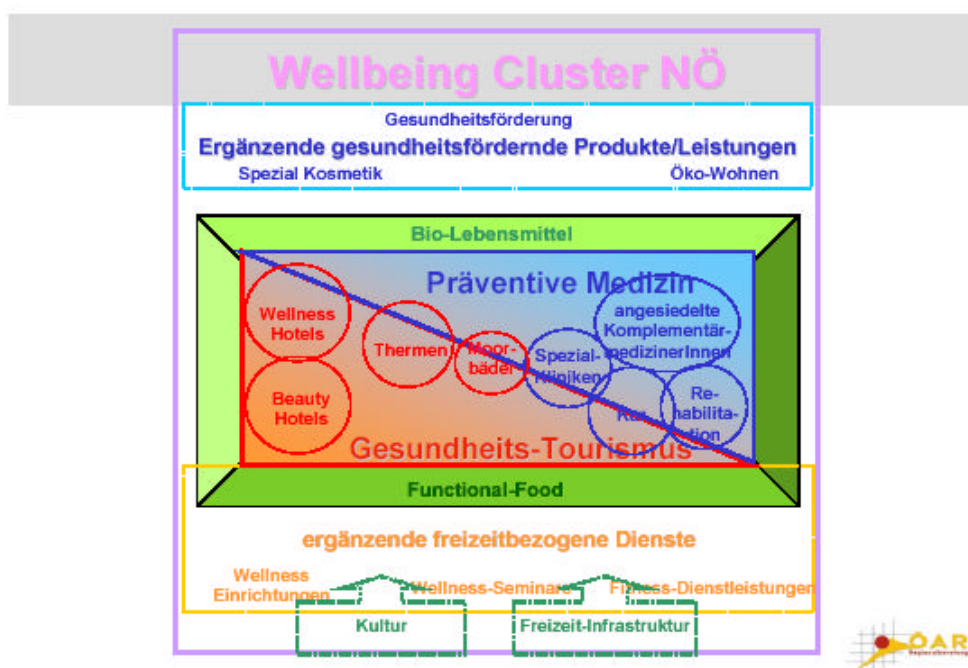 Wellbeing Cluster NÖ
Gesundheitsförderung
Ergänzende gesundheitsfördernde Produkte/Leistungen
Spezial Kosmetik
Öko-Wohnen
Bio-Lebensmittel
Präventive Medizin
Wellness
Hotels
Thermen
Moor-
bäder
Spezial-
Kliniken
angesiedelte
Komplementär-
medizinerInnen
Beauty
Hotels
Kur
Re-
habilita-
tion
Gesundheits-Tourismus
Functional-Food
ergänzende freizeitbezogene Dienste
Wellness
Einrichtungen
Wellness-Seminare
Fitness-Dienstleistungen
Kultur
Freizeit-Infrastruktur
ÖAR